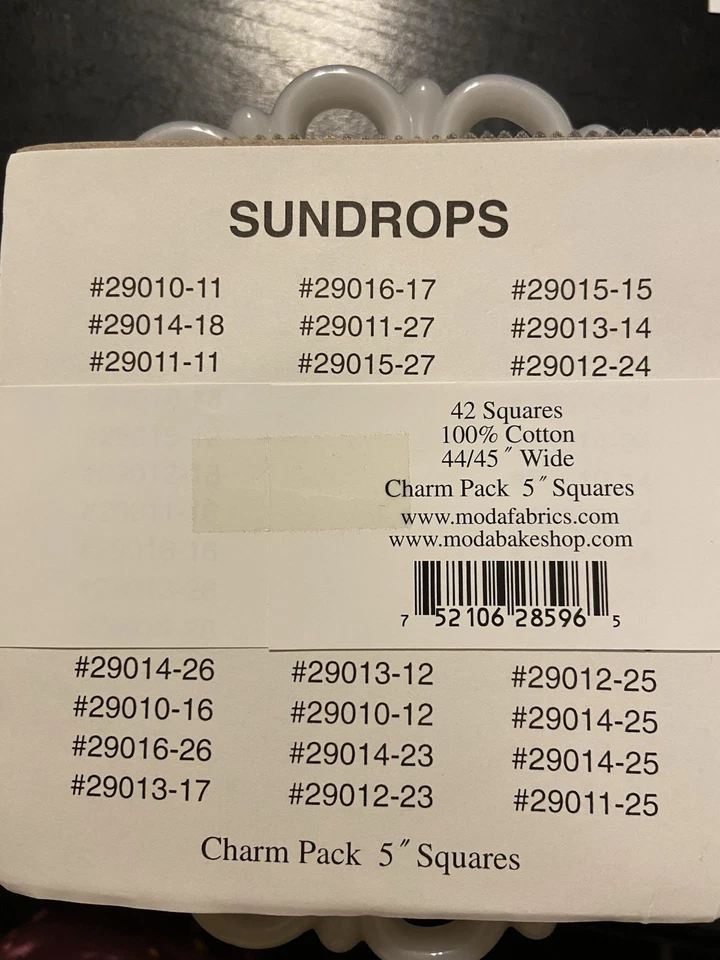 SUNDROPS
#29010-11 #29016-17 #29015-15
#29014-18 #29011-27 #29013-14
#29011-11 #29015-27 #29012-24
42 Squares
100% Cotton
44/45″ Wide
Charm Pack 5″ Squares
www.modafabrics.com
www.modabakeshop.com
7 52106 28596 5
#29014-26 #29013-12 #29012-25
#29010-16 #29010-12 #29014-25
#29016-26 #29014-23 #29014-25
#29013-17 #29012-23 #29011-25
Charm Pack 5″ Squares